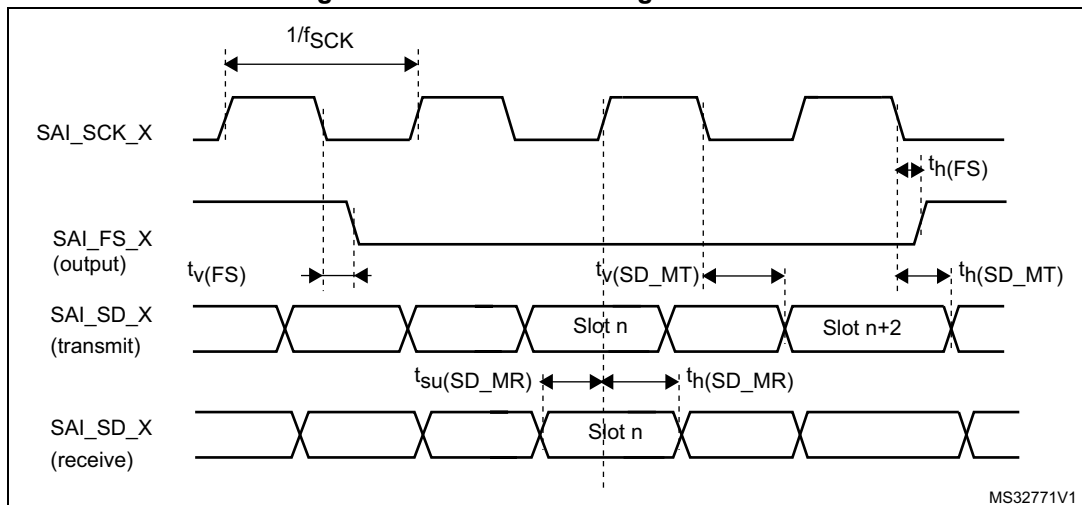 1/fSCK
SAI_SCK_X
th(FS)
SAI_FS_X
(output)
tv(FS)
tv(SD_MT)
th(SD_MT)
SAI_SD_X
(transmit)
Slot n
Slot n+2
tsu(SD_MR)
th(SD_MR)
SAI_SD_X
(receive)
Slot n
MS32771V1